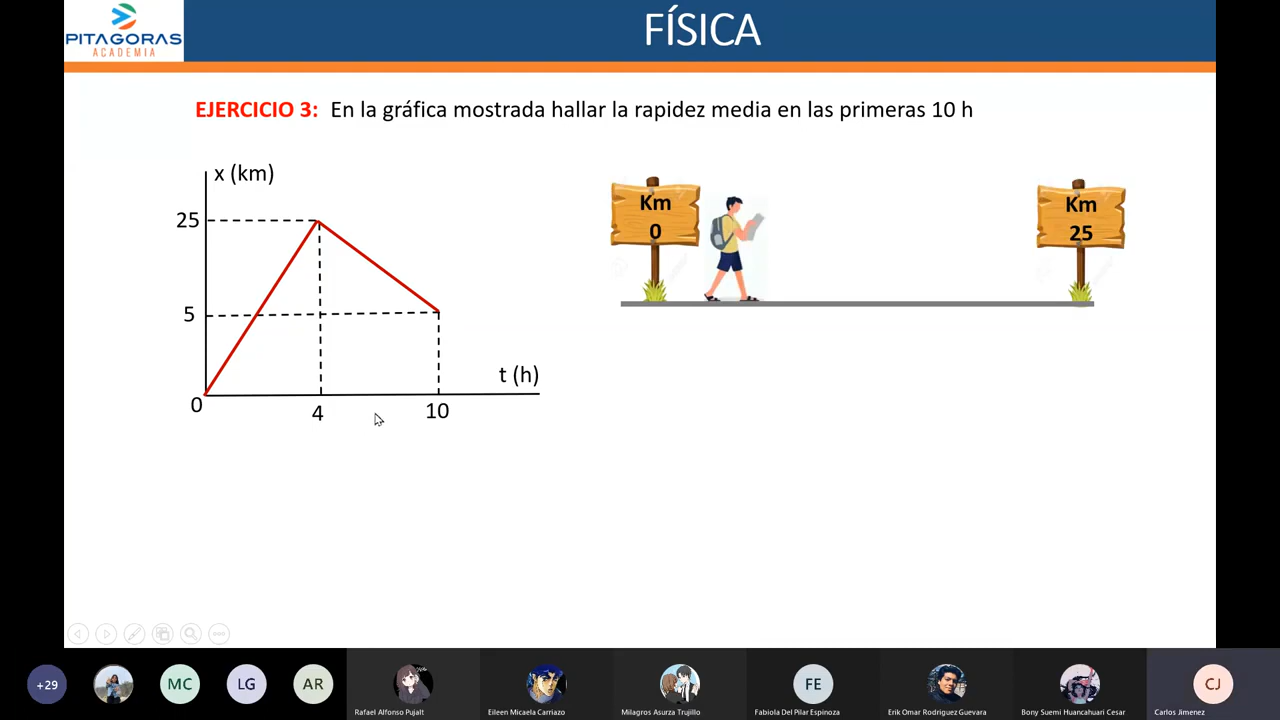 PITAGORAS
ACADEMIA
FÍSICA
EJERCICIO 3: En la gráfica mostrada hallar la rapidez media en las primeras 10 h
x (km)
25
5
0
4
10
t (h)
Km
0
Km
25
+29
MC
LG
AR
FE
CJ
Rafael Alfonso Pujalt
Eileen Micaela Carriazo
Milagros Asurza Trujillo
Fabiola Del Pilar Espinoza
Erik Omar Rodriguez Guevara
Bony Suemi Huancahuari Cesar
Carlos Jimenez